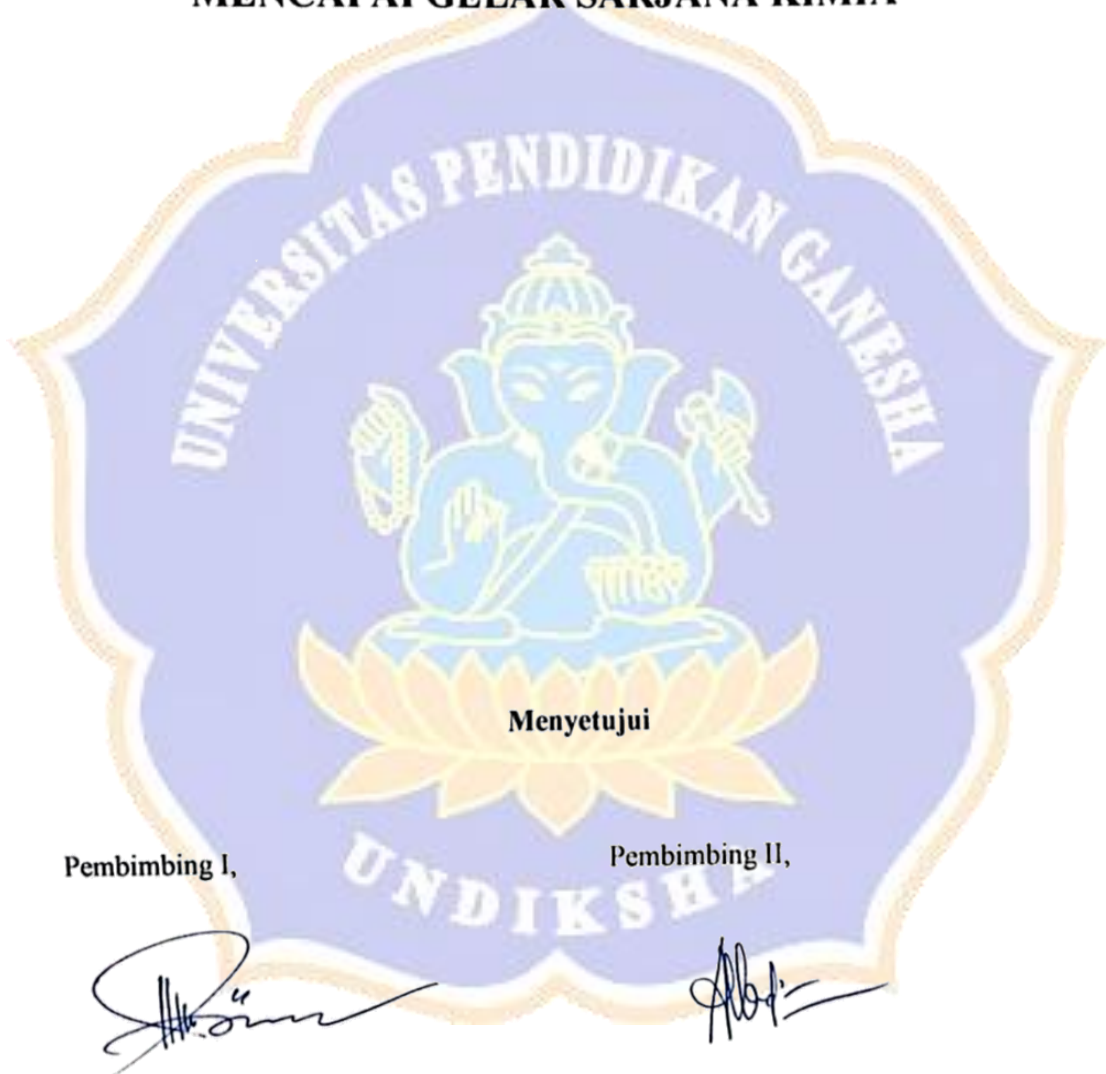 MENCAPAI GELAR SARJANA KIMIA
UNIVERSITAS PENDIDIKAN GANESHA
Menyetujui
UNDIKSHA
Pembimbing I,
Pembimbing II,